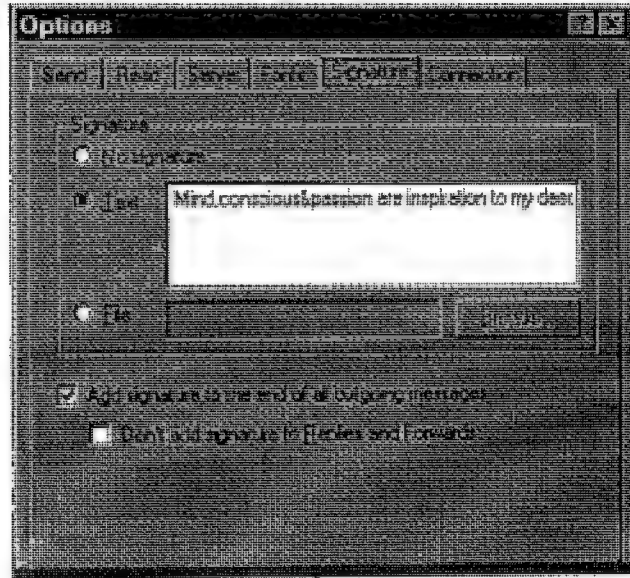 Options
Send Read Server Fonts Signature Connection
Signature
No signature
Text Mind,conscious&passion are inspiration to my deec
File Browse...
Add signature to the end of all outgoing messages
Don't add signature to Replies and Forwards